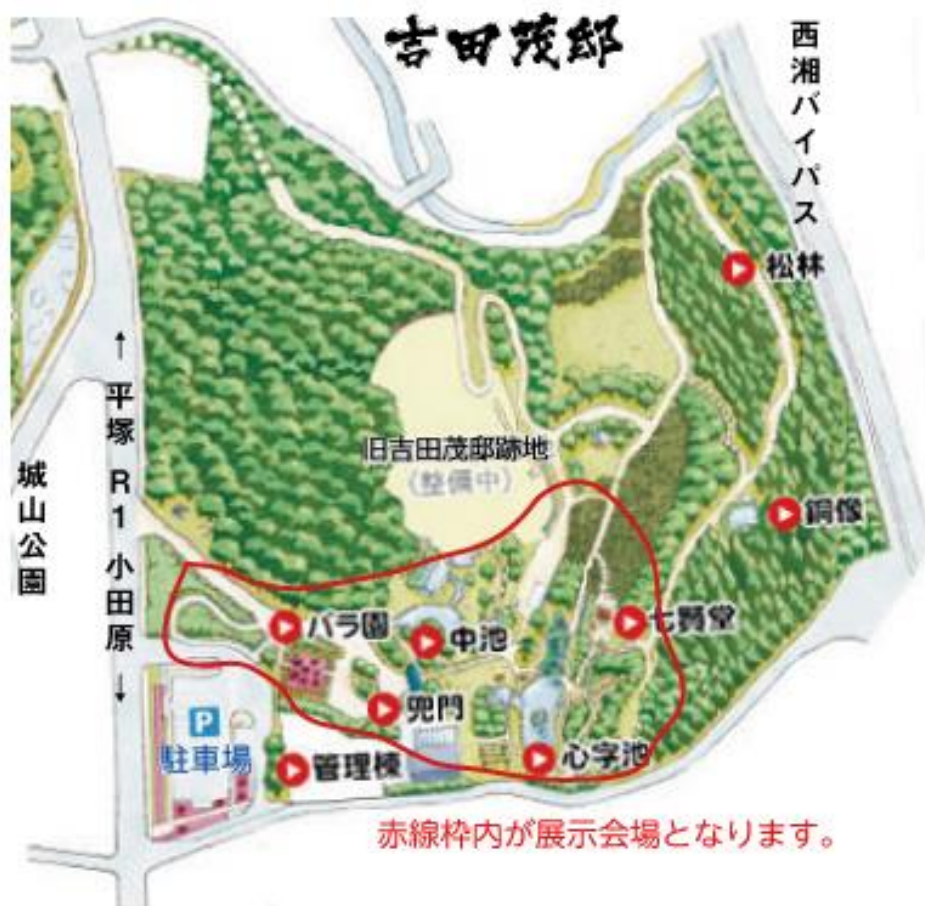 吉田茂邸
西湘バイパス
松林
↑ 平塚 R1 小田原 ↓
城山公園
旧吉田茂邸跡地
（整備中）
銅像
バラ園
中池
七賢堂
兜門
P
駐車場
管理棟
心字池
赤線枠内が展示会場となります。